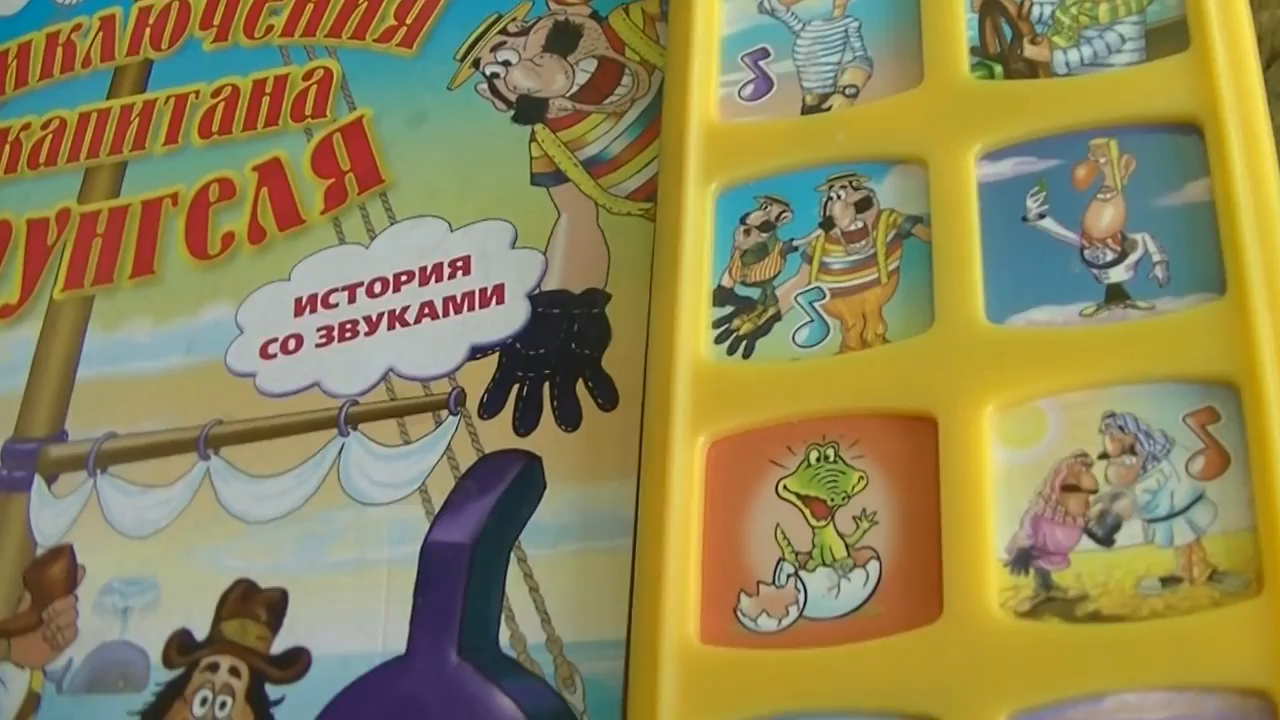 иключения
капитана
рунгеля
ИСТОРИЯ
СО ЗВУКАМИ